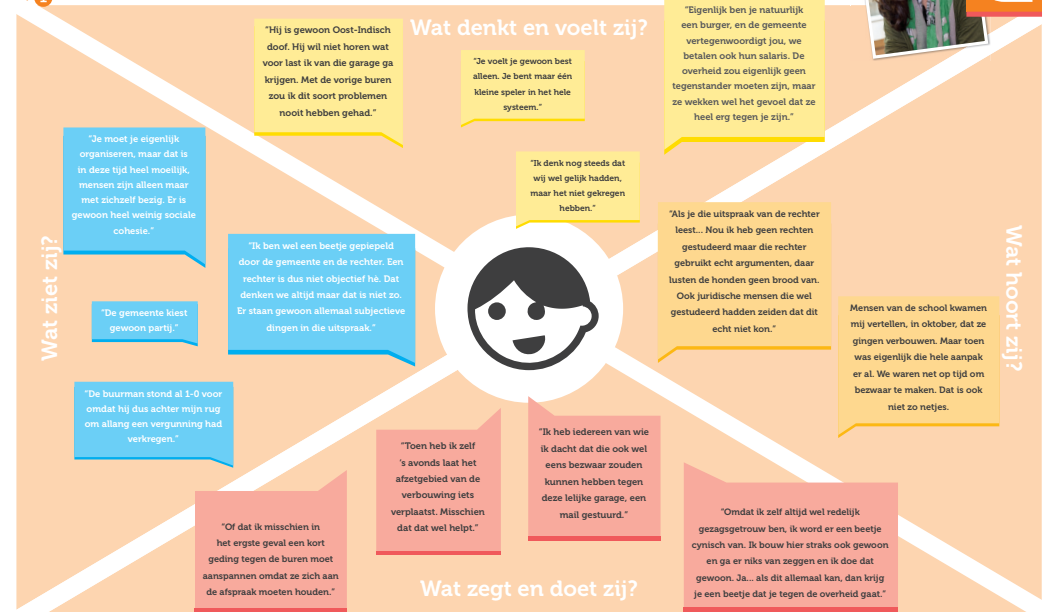 Wat denkt en voelt zij?
"Hij is gewoon Oost-Indisch
doof. Hij wil niet horen wat
voor last ik van die garage ga
krijgen. Met de vorige buren
zou ik dit soort problemen
nooit hebben gehad."
"Je voelt je gewoon best
alleen. Je bent maar één
kleine speler in het hele
systeem."
"Eigenlijk ben je natuurlijk
een burger, en de gemeente
vertegenwoordigt jou, we
betalen ook hun salaris. De
overheid zou eigenlijk geen
tegenstander moeten zijn, maar
ze wekken wel het gevoel dat ze
heel erg tegen je zijn."
"Ik denk nog steeds dat
wij wel gelijk hadden,
maar het niet gekregen
hebben."
Wat ziet zij?
"Je moet je eigenlijk
organiseren, maar dat is
in deze tijd heel moeilijk,
mensen zijn alleen maar
met zichzelf bezig. Er is
gewoon heel weinig sociale
cohesie."
"Ik ben wel een beetje gepiepeld
door de gemeente en de rechter. Een
rechter is dus niet objectief hè. Dat
denken we altijd maar dat is niet zo.
Er staan gewoon allemaal subjectieve
dingen in die uitspraak."
"De gemeente kiest
gewoon partij."
"De buurman stond al 1-0 voor
omdat hij dus achter mijn rug
om allang een vergunning had
verkregen."
Wat hoort zij?
"Als je die uitspraak van de rechter
leest... Nou ik heb geen rechten
gestudeerd maar die rechter
gebruikt echt argumenten, daar
lusten de honden geen brood van.
Ook juridische mensen die wel
gestudeerd hadden zeiden dat dit
echt niet kon."
Mensen van de school kwamen
mij vertellen, in oktober, dat ze
gingen verbouwen. Maar toen
was eigenlijk die hele aanpak
er al. We waren net op tijd om
bezwaar te maken. Dat is ook
niet zo netjes.
"Of dat ik misschien in
het ergste geval een kort
geding tegen de buren moet
aanspannen omdat ze zich aan
de afspraak moeten houden."
"Toen heb ik zelf
's avonds laat het
afzetgebied van de
verbouwing iets
verplaatst. Misschien
dat dat wel helpt."
"Ik heb iedereen van wie
ik dacht dat die ook wel
eens bezwaar zouden
kunnen hebben tegen
deze lelijke garage, een
mail gestuurd."
"Omdat ik zelf altijd wel redelijk
gezagsgetrouw ben, ik word er een beetje
cynisch van. Ik bouw hier straks ook gewoon
en ga er niks van zeggen en ik doe dat
gewoon. Ja... als dit allemaal kan, dan krijg
je een beetje dat je tegen de overheid gaat."
Wat zegt en doet zij?